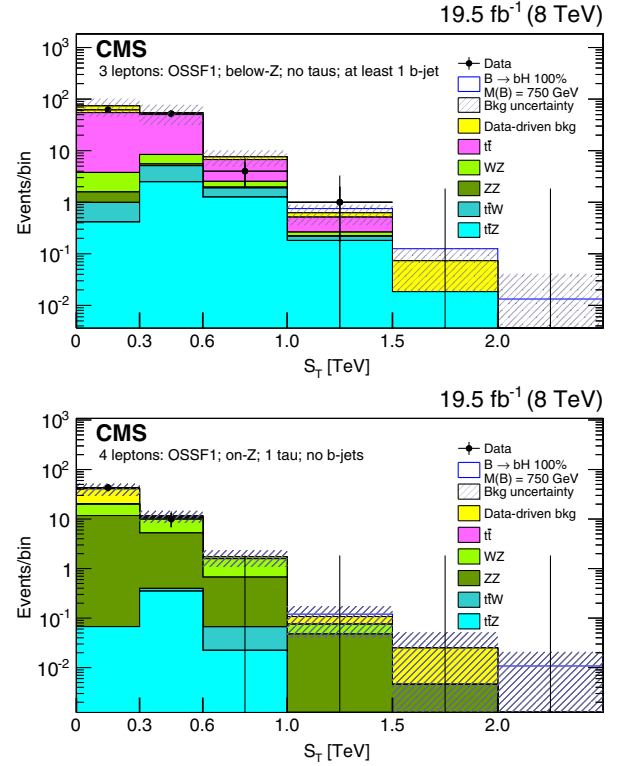 19.5 fb⁻¹ (8 TeV)
CMS
3 leptons: OSSF1; below-Z; no taus; at least 1 b-jet
Data
B → bH 100%
M(B) = 750 GeV
Bkg uncertainty
Data-driven bkg
tt̄
WZ
ZZ
tt̄W
tt̄Z
Events/bin
10³
10²
10
1
10⁻¹
10⁻²
0 0.3 0.6 1.0 1.5 2.0
S_T [TeV]
19.5 fb⁻¹ (8 TeV)
CMS
4 leptons: OSSF1; on-Z; 1 tau; no b-jets
Data
B → bH 100%
M(B) = 750 GeV
Bkg uncertainty
Data-driven bkg
tt̄
WZ
ZZ
tt̄W
tt̄Z
Events/bin
10³
10²
10
1
10⁻¹
10⁻²
0 0.3 0.6 1.0 1.5 2.0
S_T [TeV]